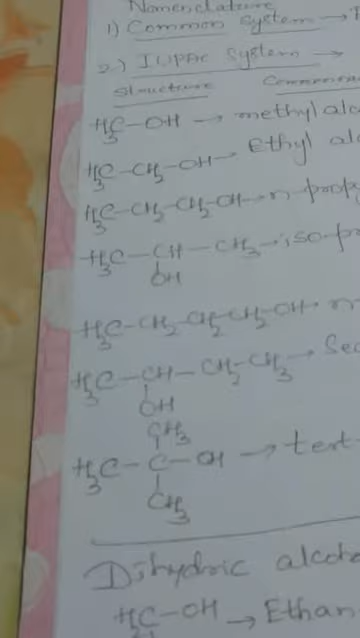 Nomenclature
1) Common System →
2.) IUPAC System →
Structure Common
H3C-OH → methyl alc
H3C-CH2-OH → Ethyl al
H3C-CH2-CH2-OH → n-prop
H3C-CH-CH3 → iso-pr
OH
H3C-CH2-CH2-CH2-OH → n
H3C-CH-CH2-CH3 → Sec
OH
CH3
H3C-C-OH → tert-
CH3
Dihydric alcoho
H2C-OH → Ethan